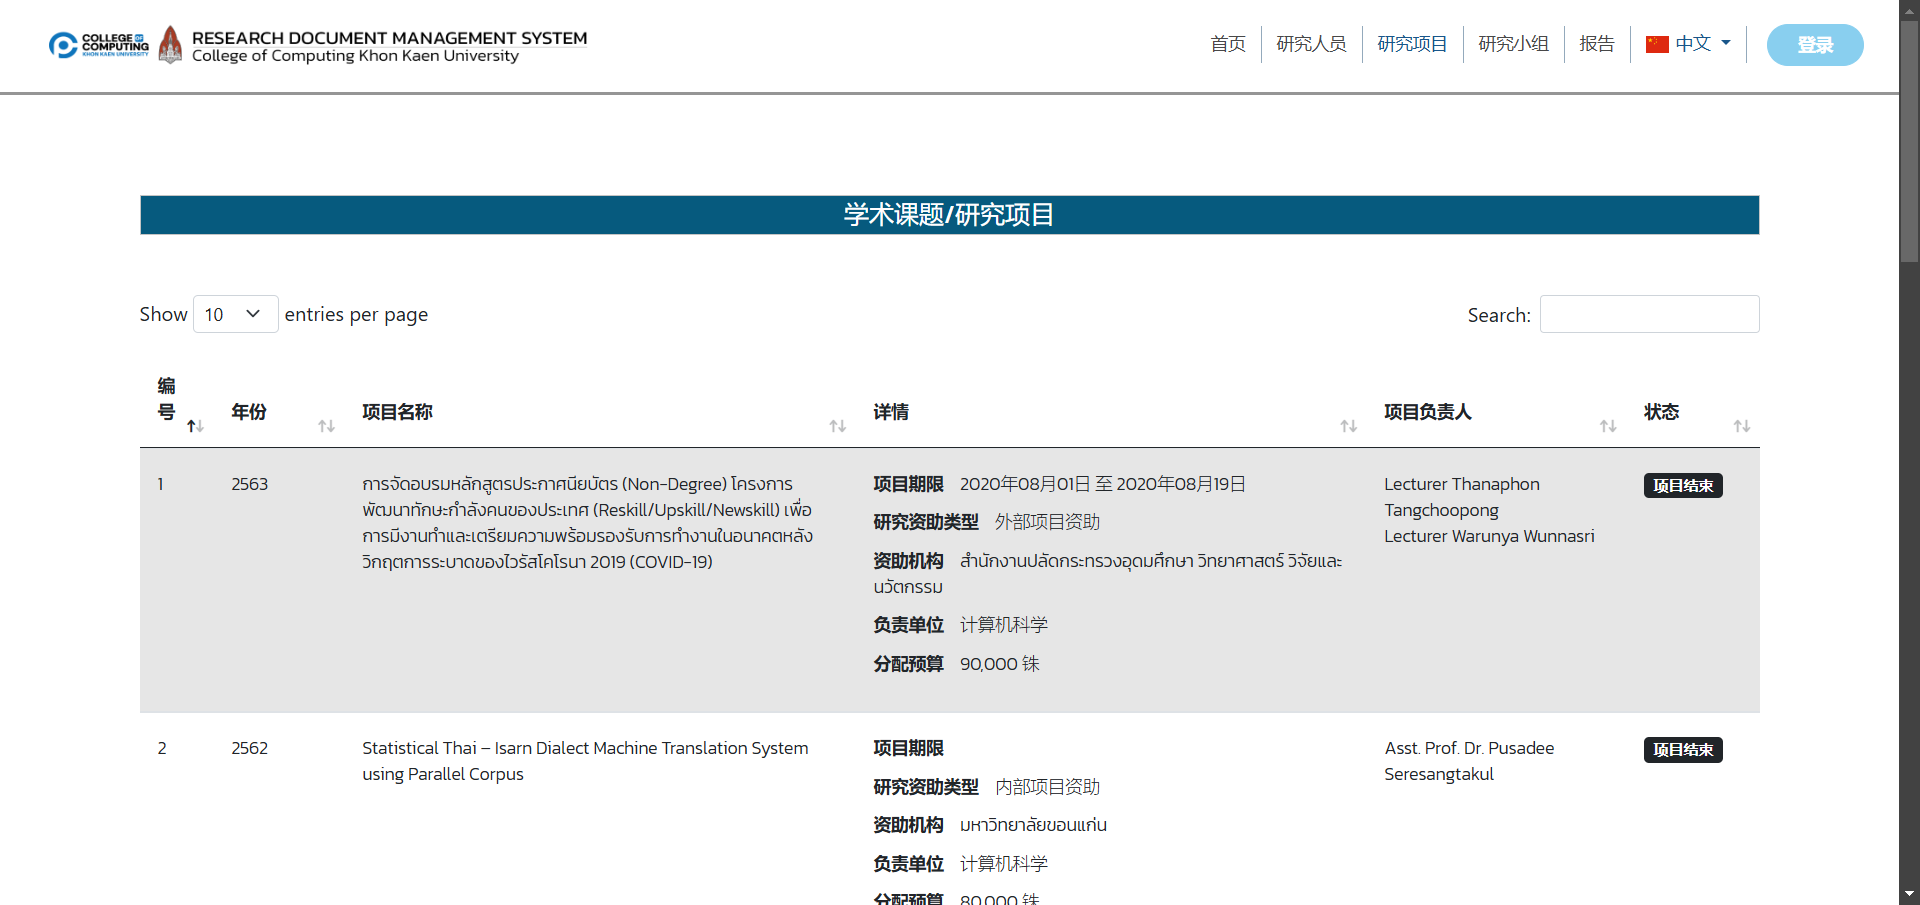 COLLEGE OF COMPUTING KHON KAEN UNIVERSITY
RESEARCH DOCUMENT MANAGEMENT SYSTEM
College of Computing Khon Kaen University
首页 研究人员 研究项目 研究小组 报告 中文 登录
学术课题/研究项目
Show 10 entries per page Search:
编号 年份 项目名称 详情 项目负责人 状态
1 2563
การจัดอบรมหลักสูตรประกาศนียบัตร (Non-Degree) โครงการ
พัฒนาทักษะกำลังคนของประเทศ (Reskill/Upskill/Newskill) เพื่อ
การมีงานทำและเตรียมความพร้อมรองรับการทำงานในอนาคตหลัง
วิกฤตการระบาดของไวรัสโคโรนา 2019 (COVID-19)
项目期限 2020年08月01日 至 2020年08月19日
研究资助类型 外部项目资助
资助机构 สำนักงานปลัดกระทรวงอุดมศึกษา วิทยาศาสตร์ วิจัยและ
นวัตกรรม
负责单位 计算机科学
分配预算 90,000 铢
Lecturer Thanaphon
Tangchoopong
Lecturer Warunya Wunnasri
项目结束
2 2562
Statistical Thai – Isarn Dialect Machine Translation System
using Parallel Corpus
项目期限
研究资助类型 内部项目资助
资助机构 มหาวิทยาลัยขอนแก่น
负责单位 计算机科学
分配预算 80,000 铢
Asst. Prof. Dr. Pusadee
Seresangtakul
项目结束